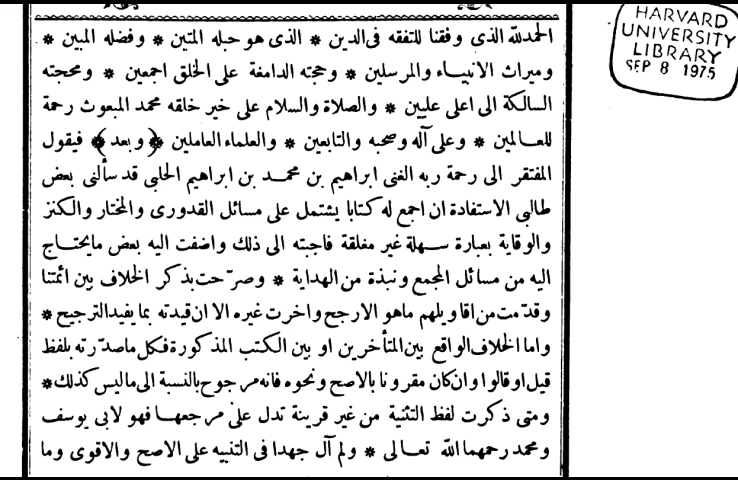 الحمدلله الذى وفقنا للتفقه فى الدين * الذى هو حبله المتين * وفضله المبين *
وميراث الانبياء والمرسلين * وحجته الدامغة على الخلق اجمعين * ومحجته
السالكة الى اعلى عليين * والصلاة والسلام على خير خلقه محمد المبعوث رحمة
للعالمين * وعلى آله وصحبه والتابعين * والعلماء العاملين * ﴿ وبعد ﴾ فيقول
المفتقر الى رحمة ربه الغنى ابراهيم بن محمد بن ابراهيم الحلبى قد سألنى بعض
طالبى الاستفادة ان اجمع له كتابا يشتمل على مسائل القدورى والمختار والكنز
والوقاية بعبارة سهلة غير مغلقة فاجبته الى ذلك واضفت اليه بعض مايحتاج
اليه من مسائل المجمع ونبذة من الهداية * وصرّحت بذكر الخلاف بين ائمتنا
وقدّمت من اقاويلهم ماهو الارجح واخرت غيره الا ان قيدته بما يفيد الترجيح *
واما الخلاف الواقع بين المتأخرين او بين الكتب المذكورة فكل ماصدّرته بلفظ
قيل او قالوا وان كان مقرونا بالاصح ونحوه فانه مرجوح بالنسبة الى ماليس كذلك *
ومتى ذكرت لفظ التثنية من غير قرينة تدل على مرجعها فهو لابى يوسف
ومحمد رحمهما الله تعالى * ولم آل جهدا فى التنبيه على الاصح والاقوى وما
HARVARD
UNIVERSITY
LIBRARY
SEP 8 1975